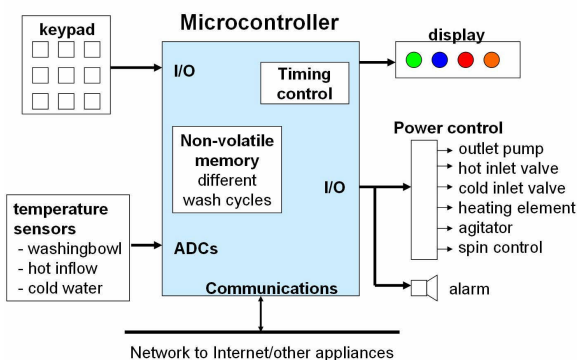 Microcontroller
keypad
I/O
Timing
control
display
Non-volatile
memory
different
wash cycles
I/O
Power control
outlet pump
hot inlet valve
cold inlet valve
heating element
agitator
spin control
temperature
sensors
- washingbowl
- hot inflow
- cold water
ADCs
Communications
alarm
Network to Internet/other appliances